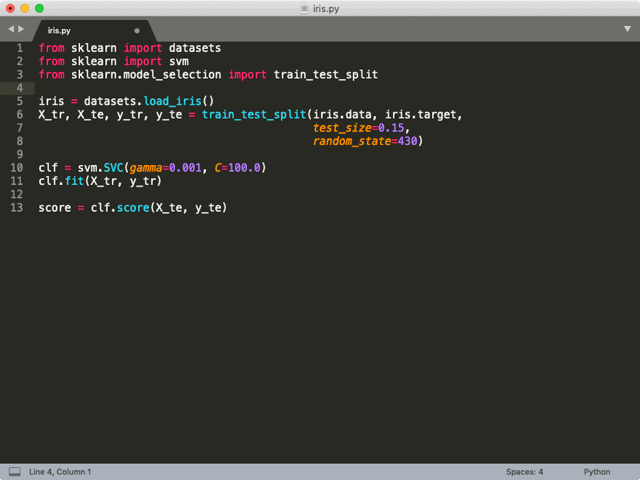 iris.py
iris.py
1 from sklearn import datasets
2 from sklearn import svm
3 from sklearn.model_selection import train_test_split
4
5 iris = datasets.load_iris()
6 X_tr, X_te, y_tr, y_te = train_test_split(iris.data, iris.target,
7 test_size=0.15,
8 random_state=430)
9
10 clf = svm.SVC(gamma=0.001, C=100.0)
11 clf.fit(X_tr, y_tr)
12
13 score = clf.score(X_te, y_te)
Line 4, Column 1 Spaces: 4 Python